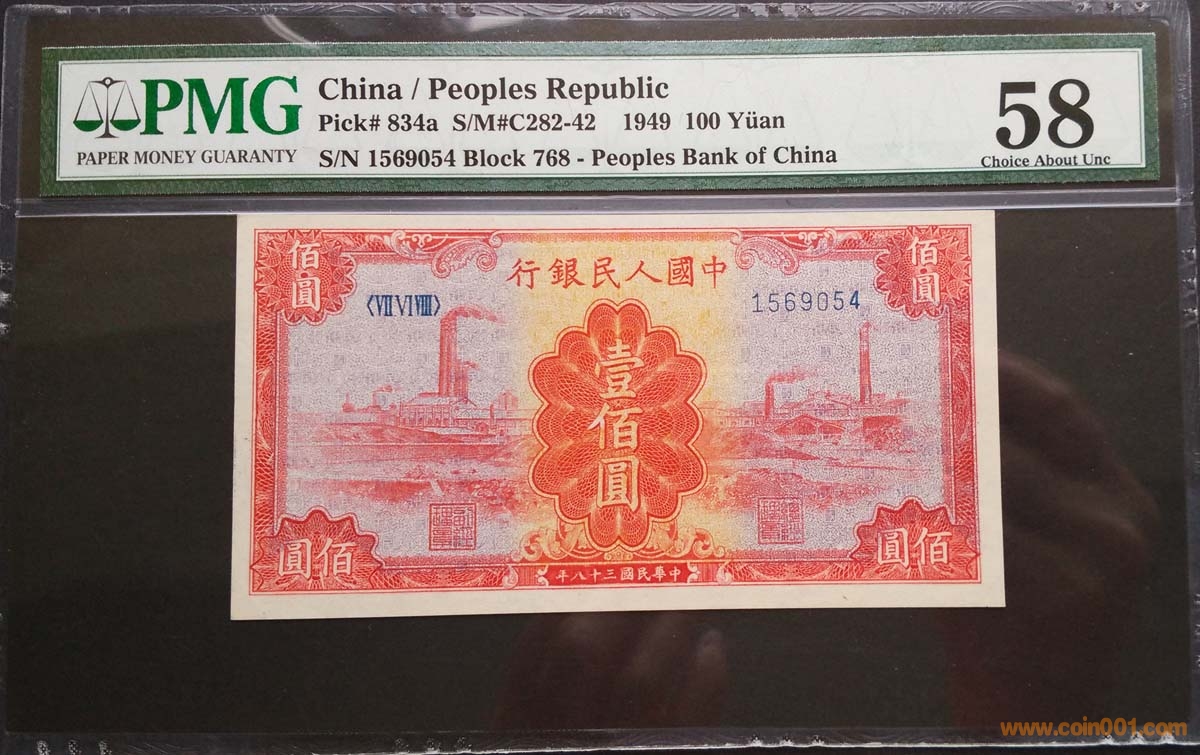 PMG
PAPER MONEY GUARANTY
China / Peoples Republic
Pick# 834a S/M#C282-42 1949 100 Yüan
S/N 1569054 Block 768 - Peoples Bank of China
58
Choice About Unc
佰圓
行銀民人國中
佰圓
〈VII VI VIII〉
1569054
壹佰圓
圓佰
圓佰
年八十三國民華中
www.coin001.com